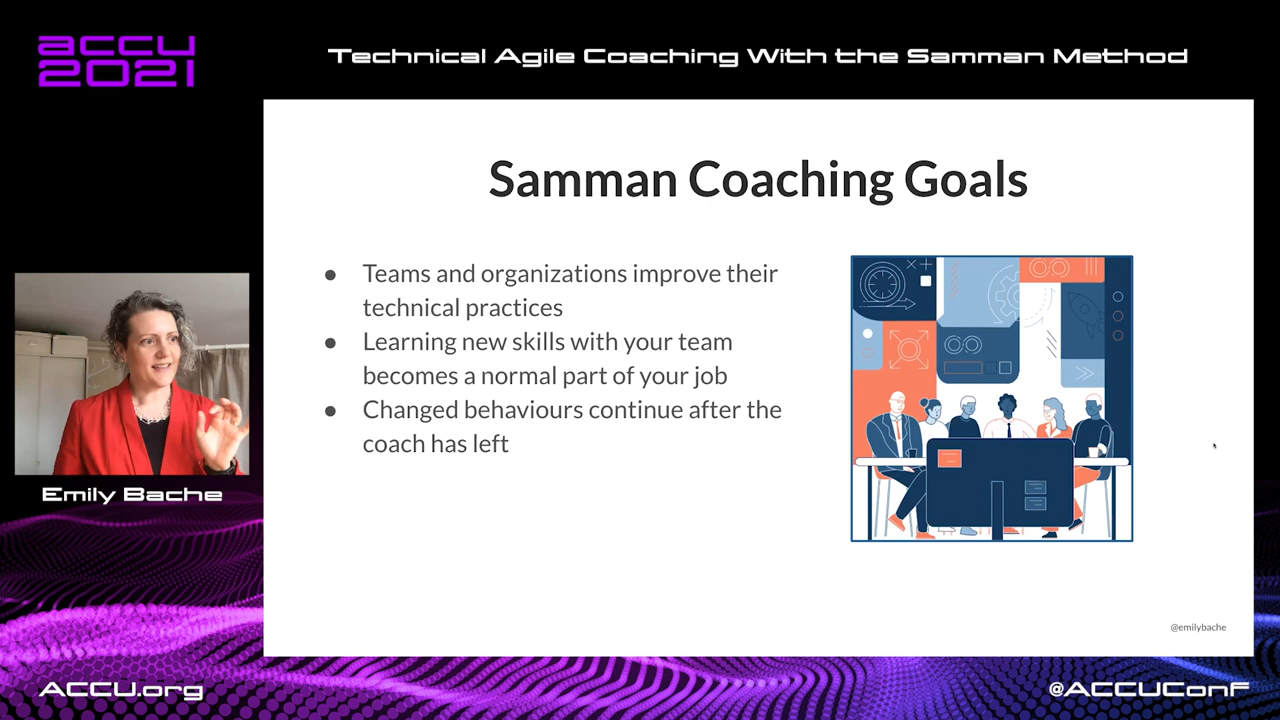 accu
2021
Technical Agile Coaching With the Samman Method
Samman Coaching Goals
● Teams and organizations improve their
technical practices
● Learning new skills with your team
becomes a normal part of your job
● Changed behaviours continue after the
coach has left
Emily Bache
@emilybache
ACCU.org
@ACCUConf